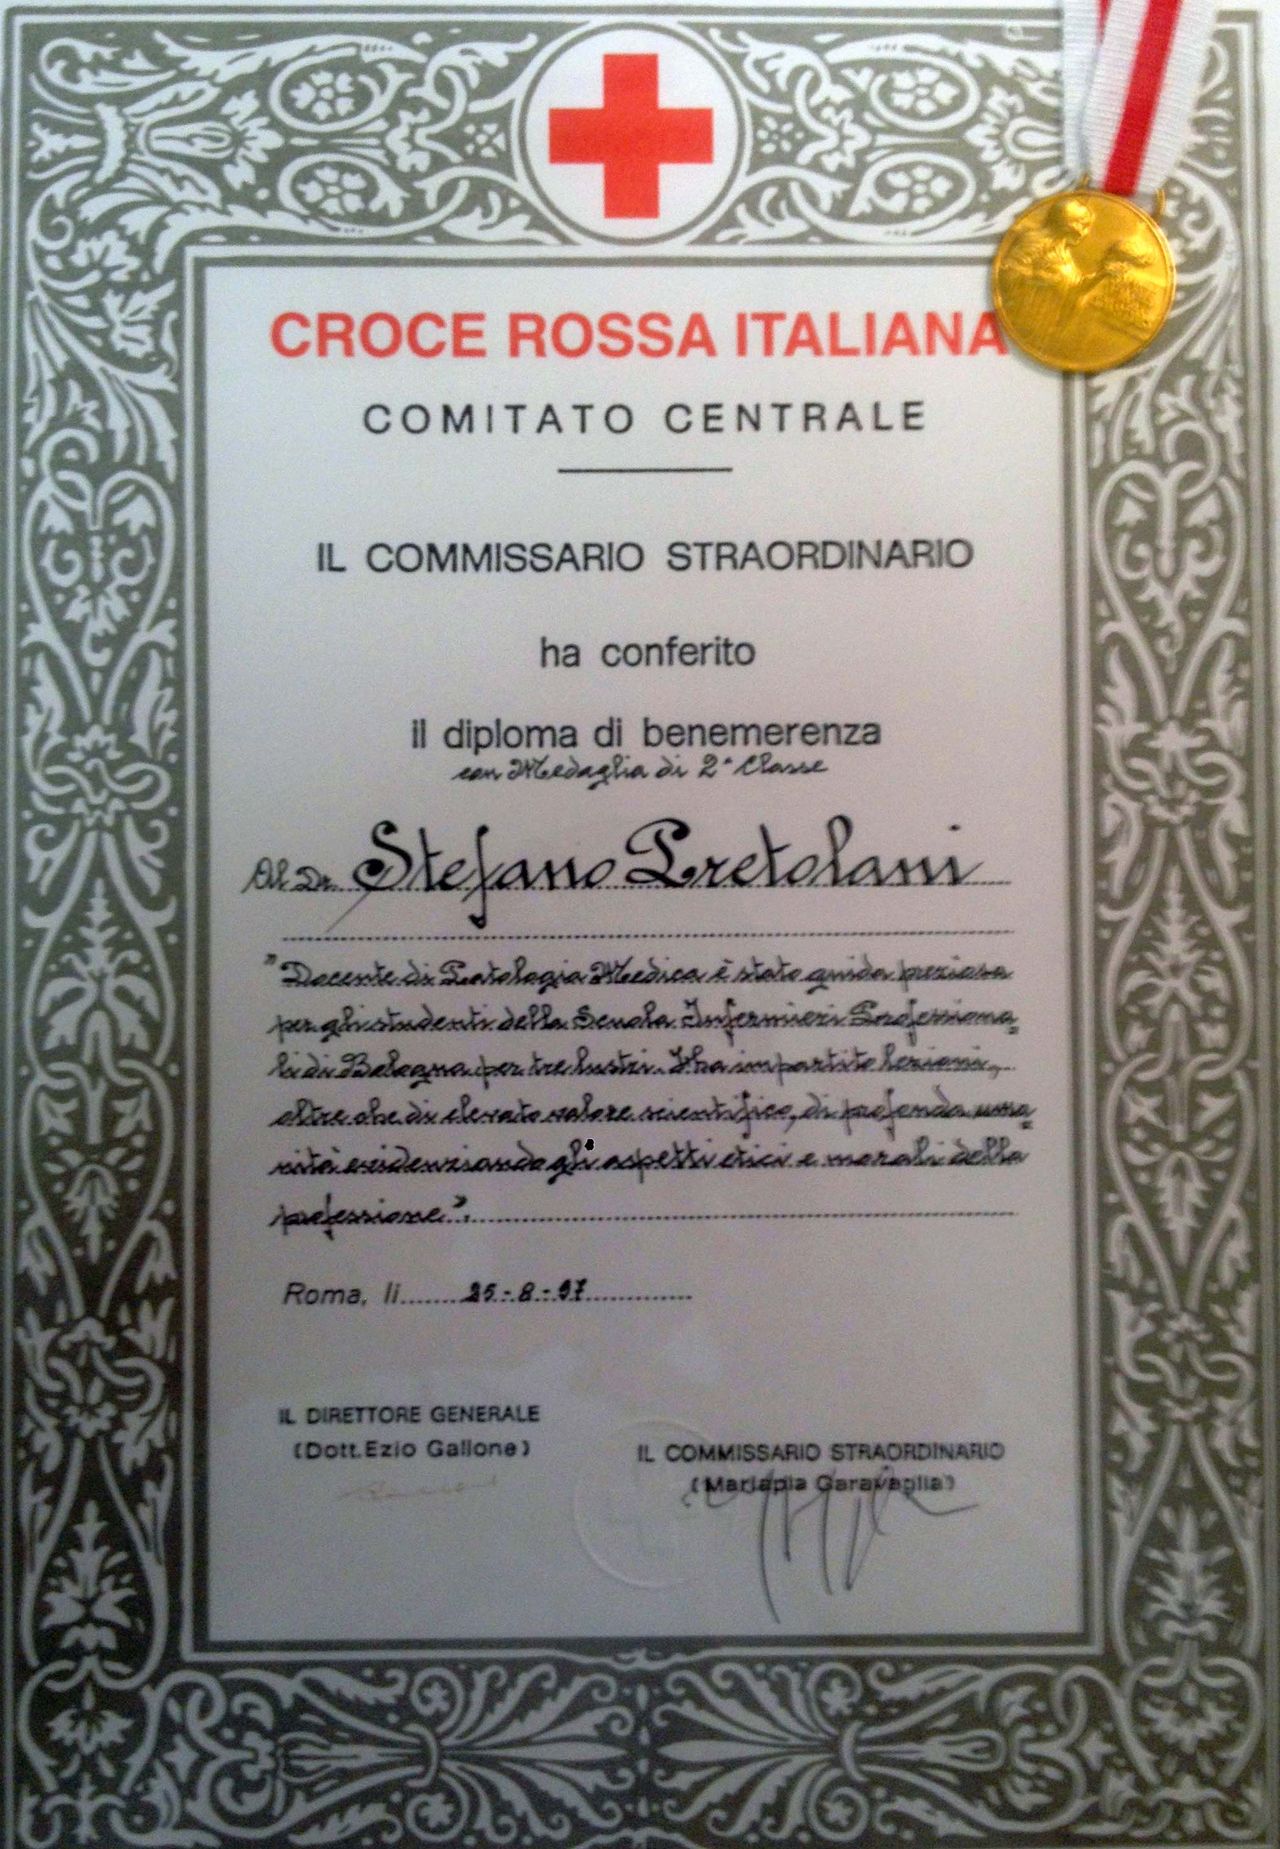 CROCE ROSSA ITALIANA
COMITATO CENTRALE
IL COMMISSARIO STRAORDINARIO
ha conferito
il diploma di benemerenza
con Medaglia di 2ª Classe
Al Dr. Stefano Pretolani
"Docente di Patologia Medica è stato guida preziosa
per gli studenti della Scuola Infermieri Professiona=
li di Bologna per tre lustri. Ha impartito lezioni,
oltre che di elevato valore scientifico, di profonda uma=
nità evidenziando gli aspetti etici e morali della
professione".
Roma, li 25-8-97
IL DIRETTORE GENERALE
(Dott. Ezio Gallone)
IL COMMISSARIO STRAORDINARIO
(Mariapia Garavaglia)